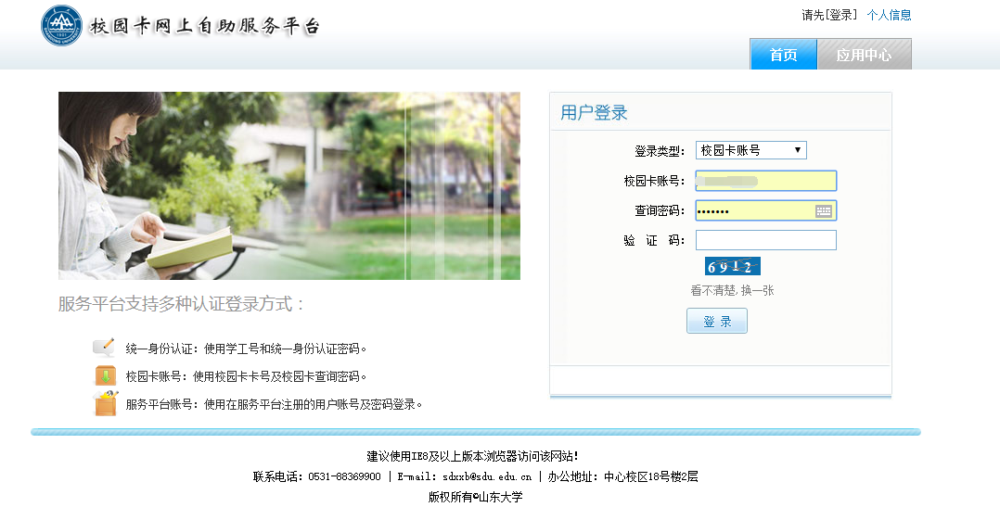 校园卡网上自助服务平台
请先[登录] 个人信息
首页 应用中心
用户登录
登录类型: 校园卡账号
校园卡账号:
查询密码: •••••••
验 证 码:
6912
看不清楚,换一张
登 录
服务平台支持多种认证登录方式：
统一身份认证: 使用学工号和统一身份认证密码。
校园卡账号: 使用校园卡卡号及校园卡查询密码。
服务平台账号: 使用在服务平台注册的用户账号及密码登录。
建议使用IE8及以上版本浏览器访问该网站!
联系电话: 0531-88369900 | E-mail: sdxxb@sdu.edu.cn | 办公地址: 中心校区18号楼2层
版权所有©山东大学